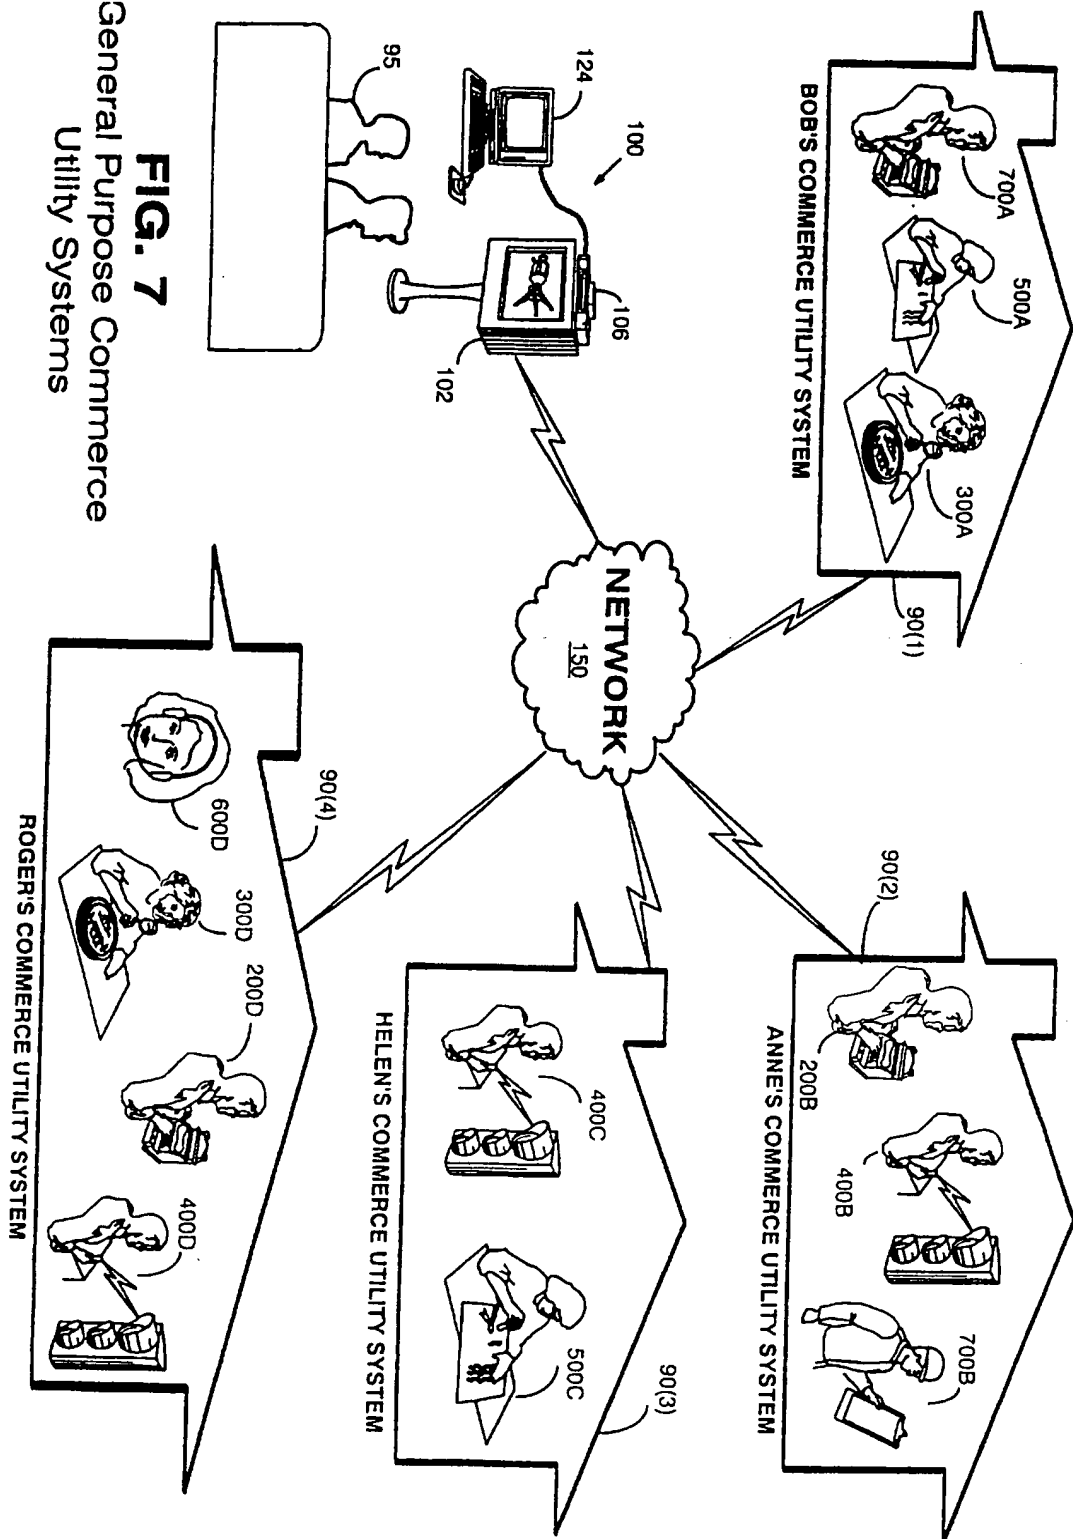 BOB'S COMMERCE UTILITY SYSTEM
700A
500A
300A
90(1)
ANNE'S COMMERCE UTILITY SYSTEM
90(2)
200B
400B
700B
124
100
106
102
95
NETWORK
150
HELEN'S COMMERCE UTILITY SYSTEM
400C
500C
90(3)
ROGER'S COMMERCE UTILITY SYSTEM
90(4)
600D
300D
200D
400D
FIG. 7
General Purpose Commerce
Utility Systems